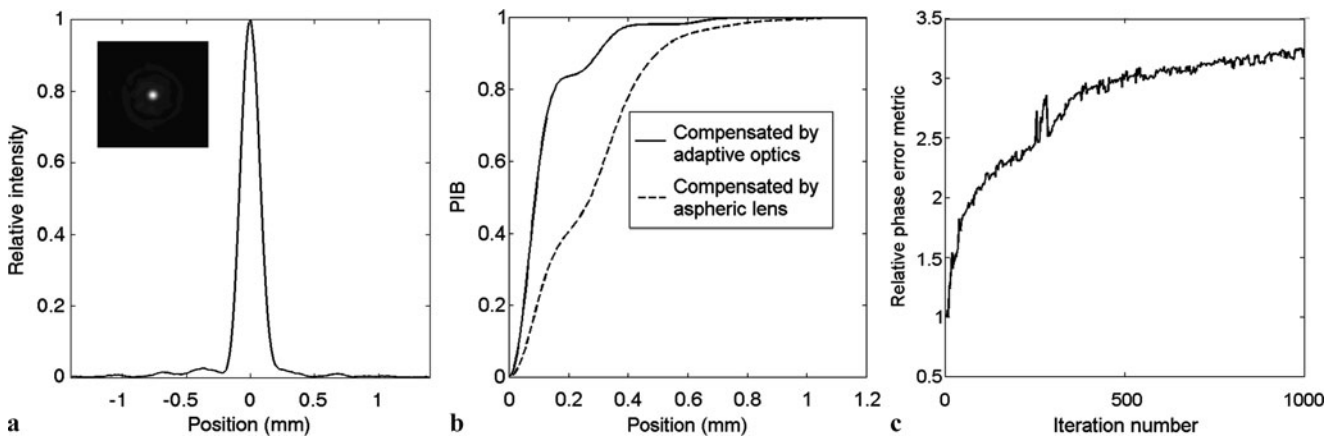 1
0.8
0.6
0.4
0.2
0
-1
-0.5
0
0.5
1
Relative intensity
Position (mm)
a
1
0.8
0.6
0.4
0.2
0
0
0.2
0.4
0.6
0.8
1.0
1.2
PIB
Position (mm)
Compensated by
adaptive optics
Compensated by
aspheric lens
b
3.5
3
2.5
2
1.5
1
0.5
0
500
1000
Relative phase error metric
Iteration number
c